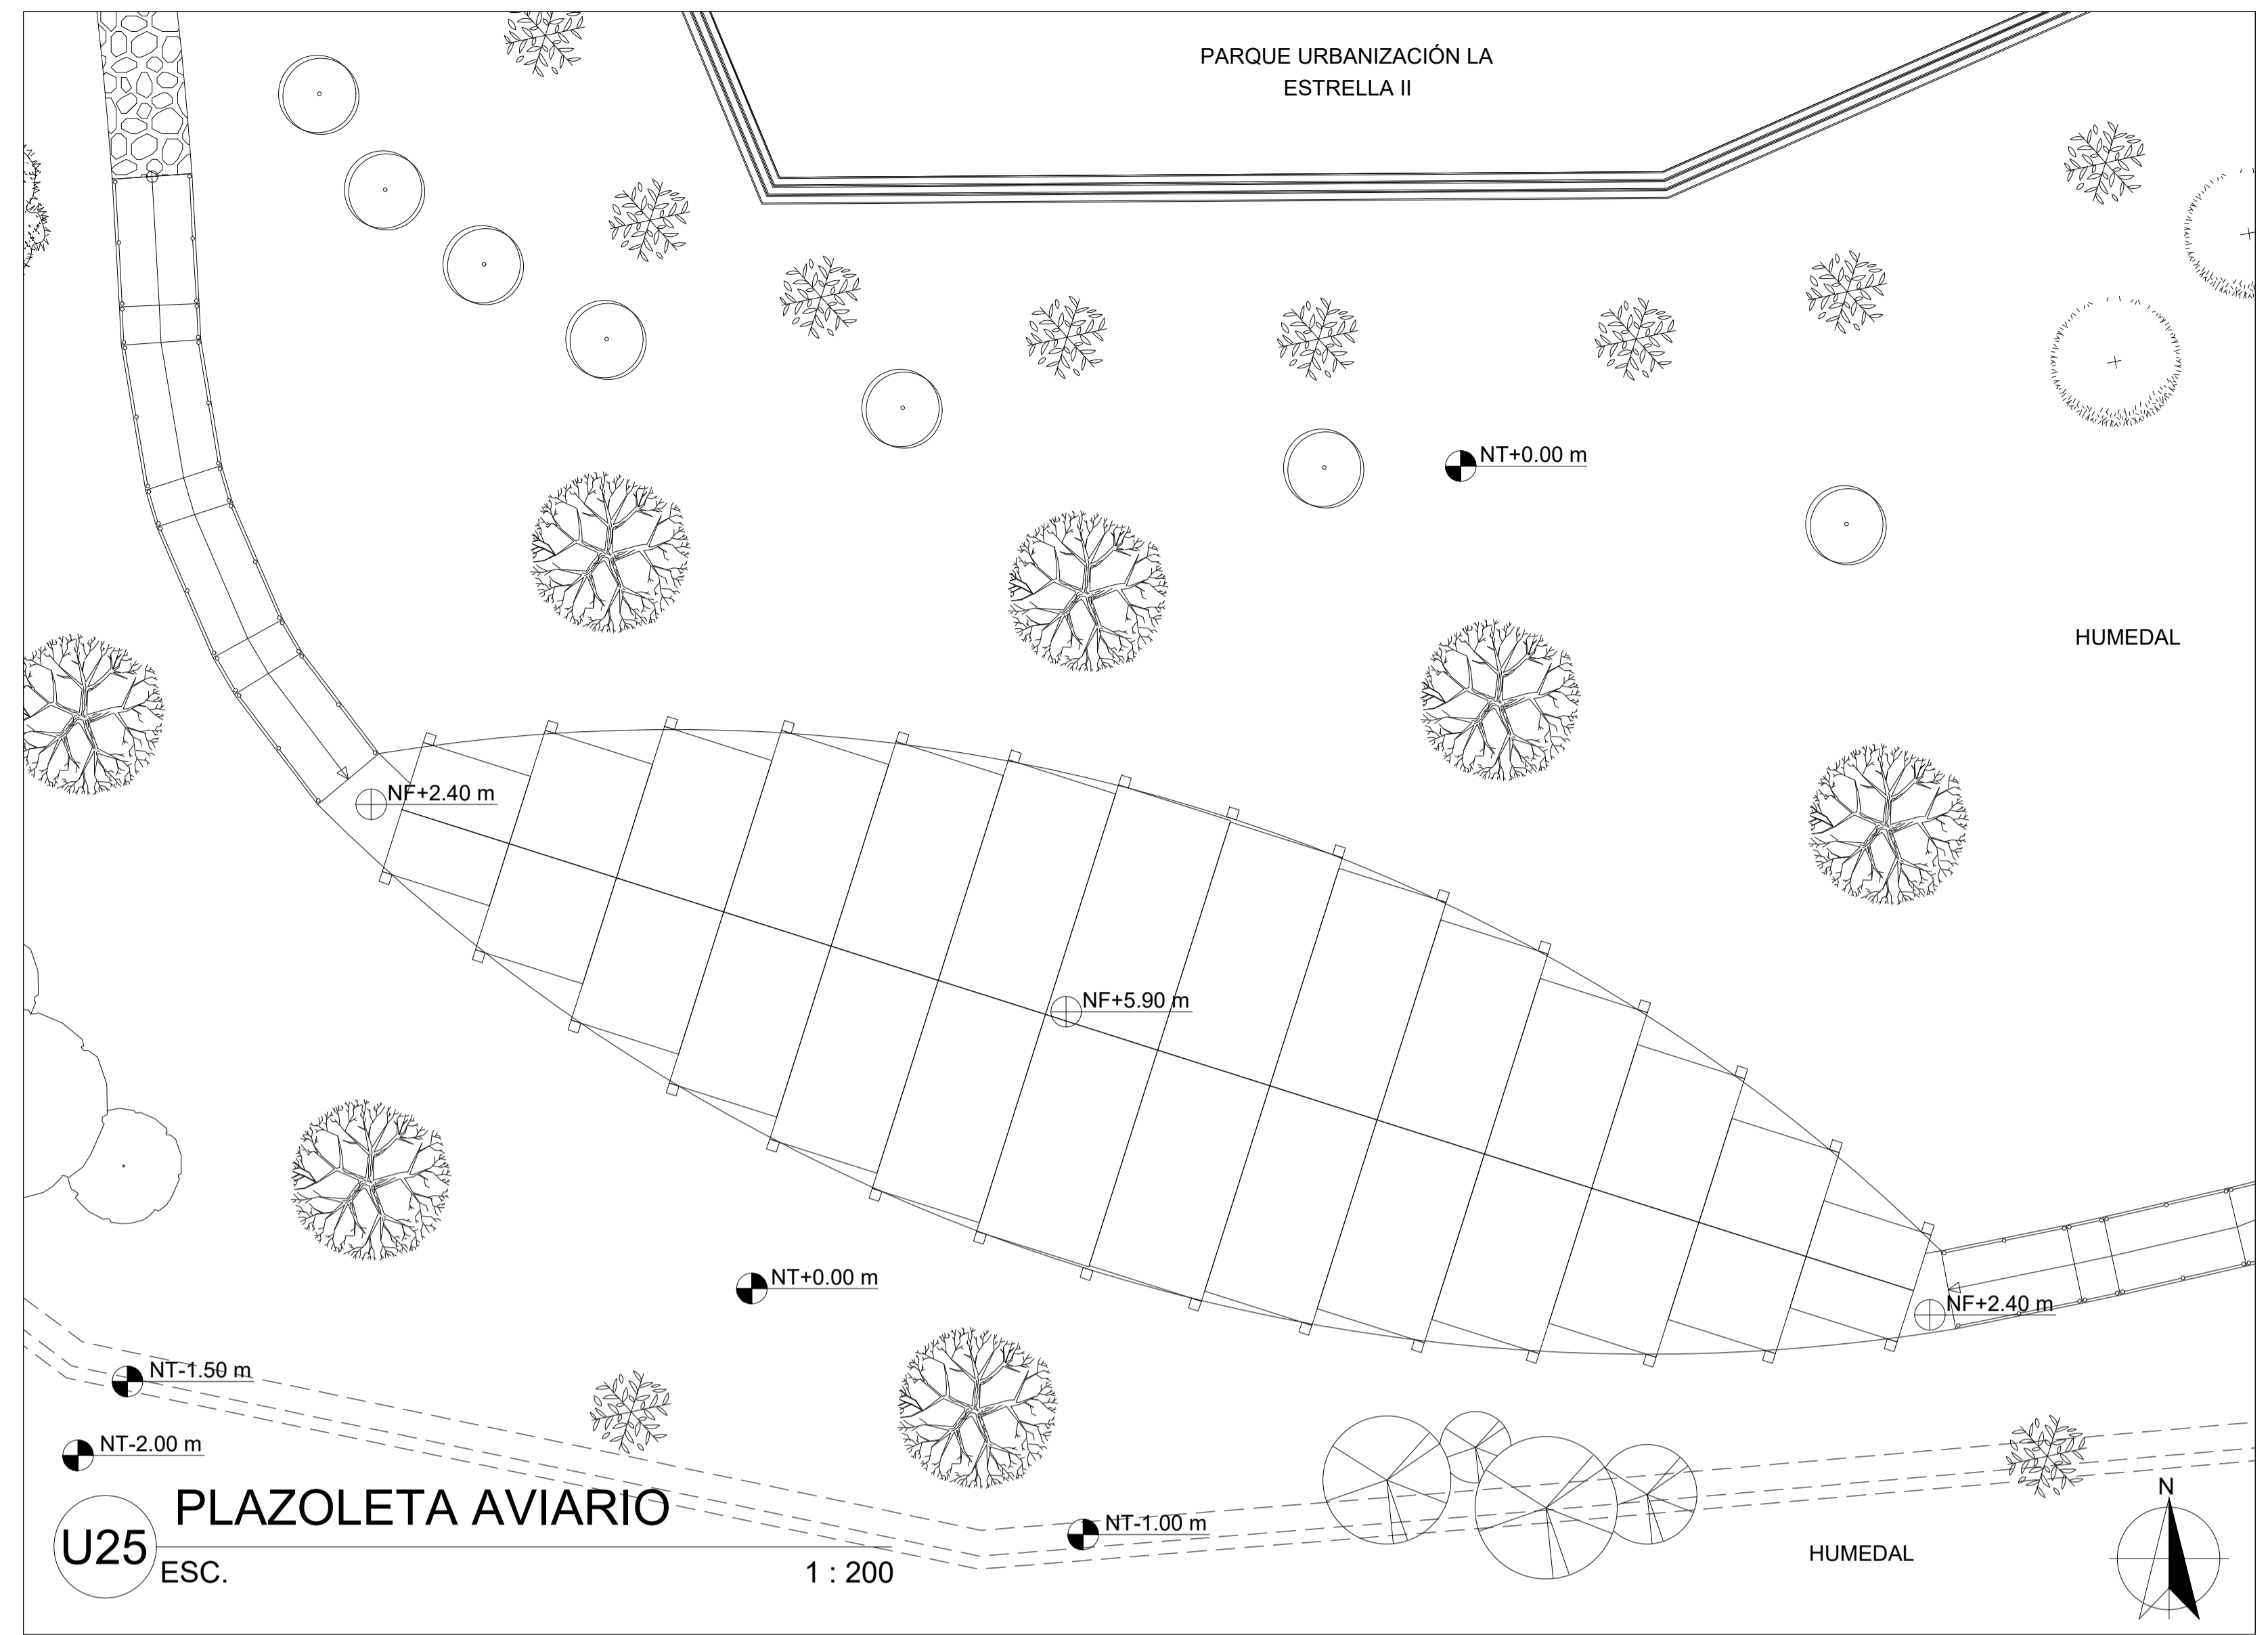 PARQUE URBANIZACIÓN LA
ESTRELLA II
NT+0.00 m
HUMEDAL
NF+2.40 m
NF+5.90 m
NT+0.00 m
NF+2.40 m
NT-1.50 m
NT-2.00 m
NT-1.00 m
HUMEDAL
N
U25
PLAZOLETA AVIARIO
ESC.
1 : 200